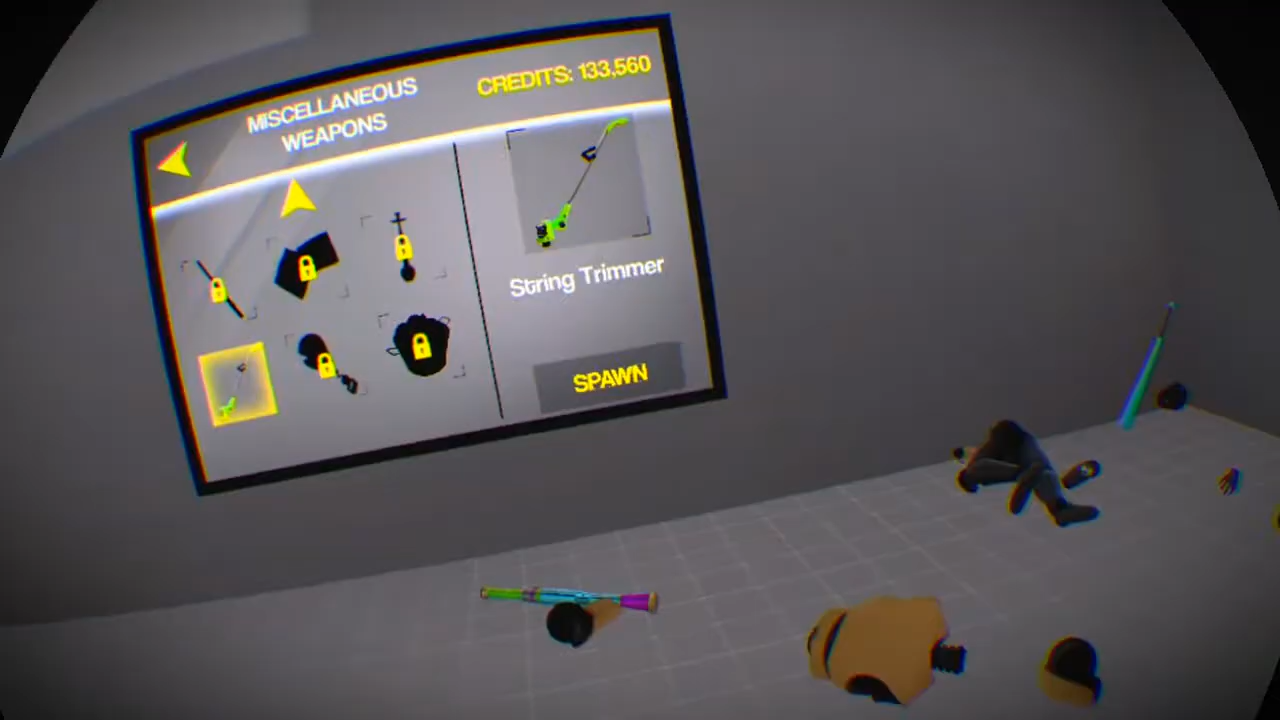 MISCELLANEOUS
WEAPONS
CREDITS: 133,560
String Trimmer
SPAWN